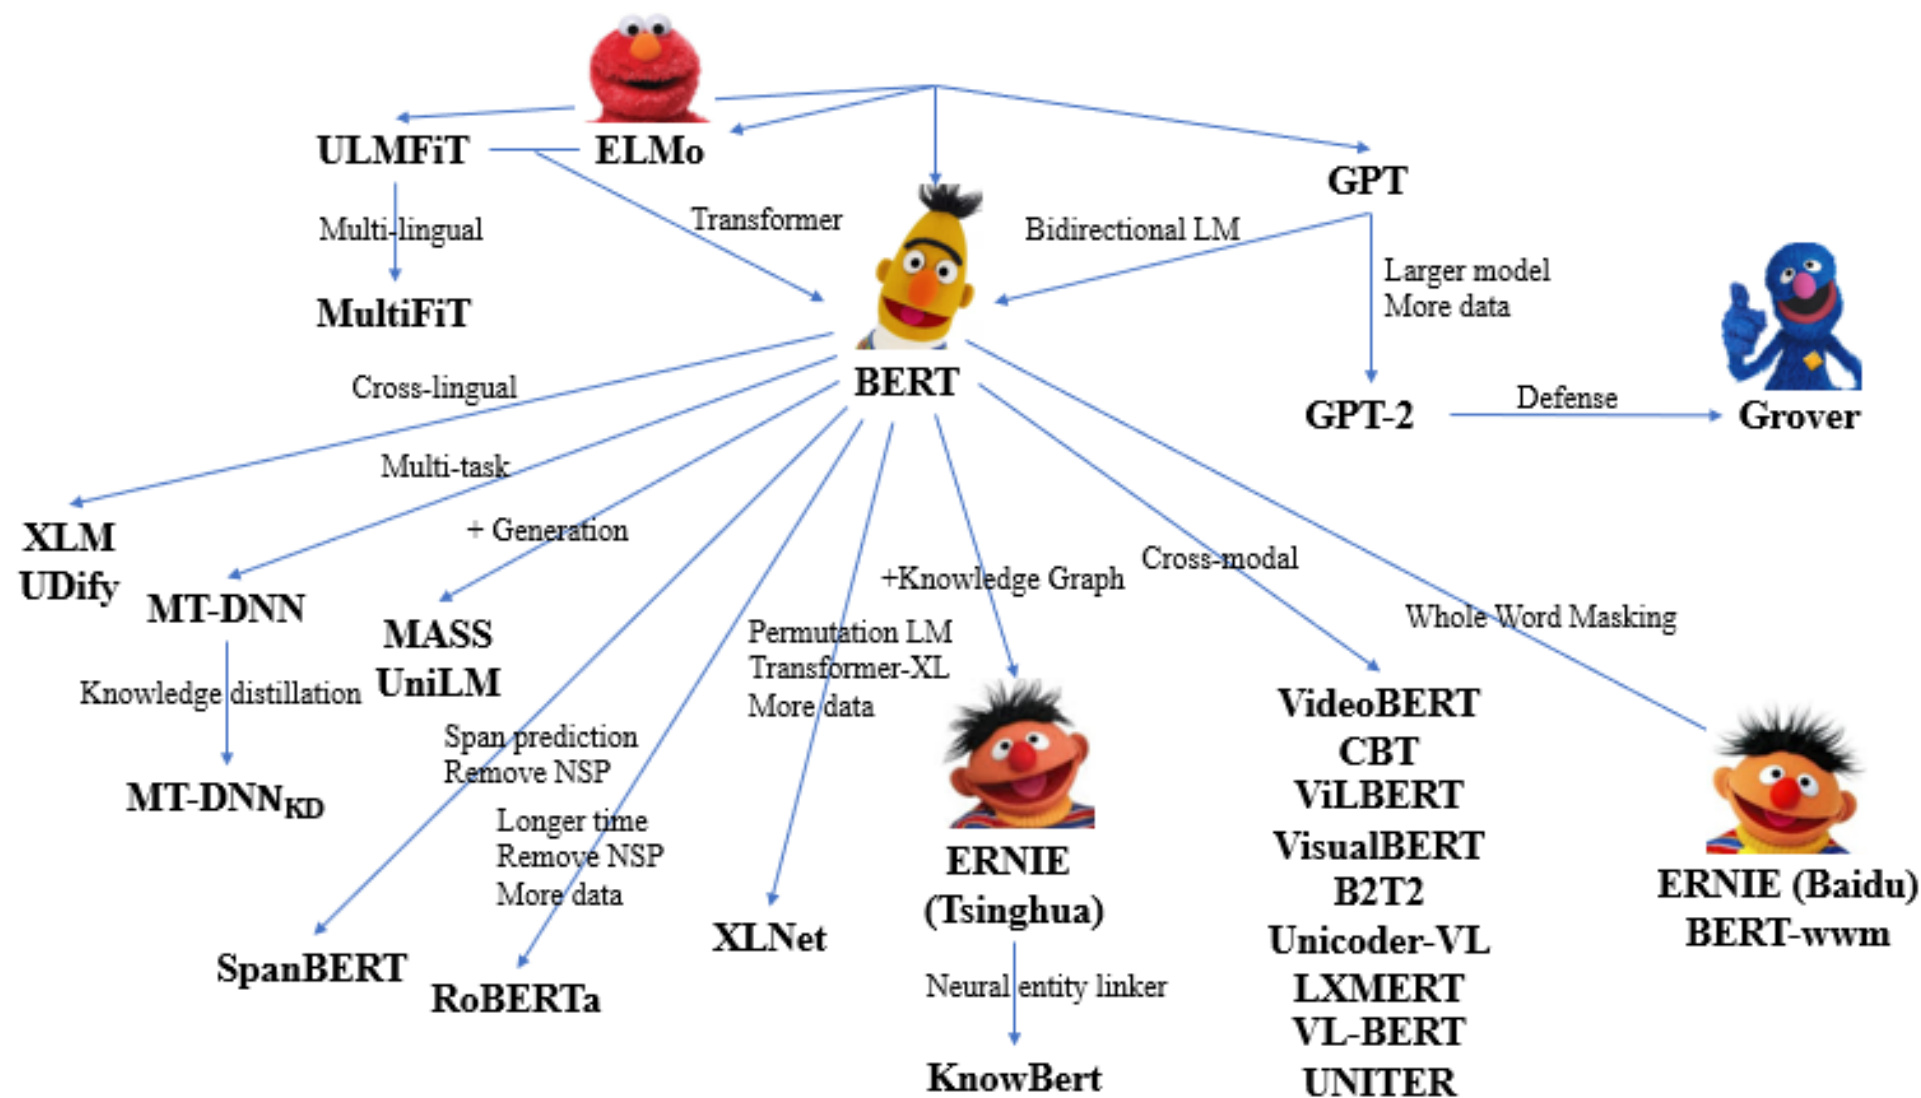 ULMFiT
ELMo
GPT
Multi-lingual
Transformer
Bidirectional LM
Larger model
More data
MultiFiT
BERT
GPT-2
Defense
Grover
Cross-lingual
Multi-task
+ Generation
+Knowledge Graph
Cross-modal
Whole Word Masking
XLM
UDify
MT-DNN
MASS
UniLM
Knowledge distillation
MT-DNN_KD
Span prediction
Remove NSP
Longer time
Remove NSP
More data
Permutation LM
Transformer-XL
More data
SpanBERT
RoBERTa
XLNet
ERNIE
(Tsinghua)
Neural entity linker
KnowBert
VideoBERT
CBT
ViLBERT
VisualBERT
B2T2
Unicoder-VL
LXMERT
VL-BERT
UNITER
ERNIE (Baidu)
BERT-wwm